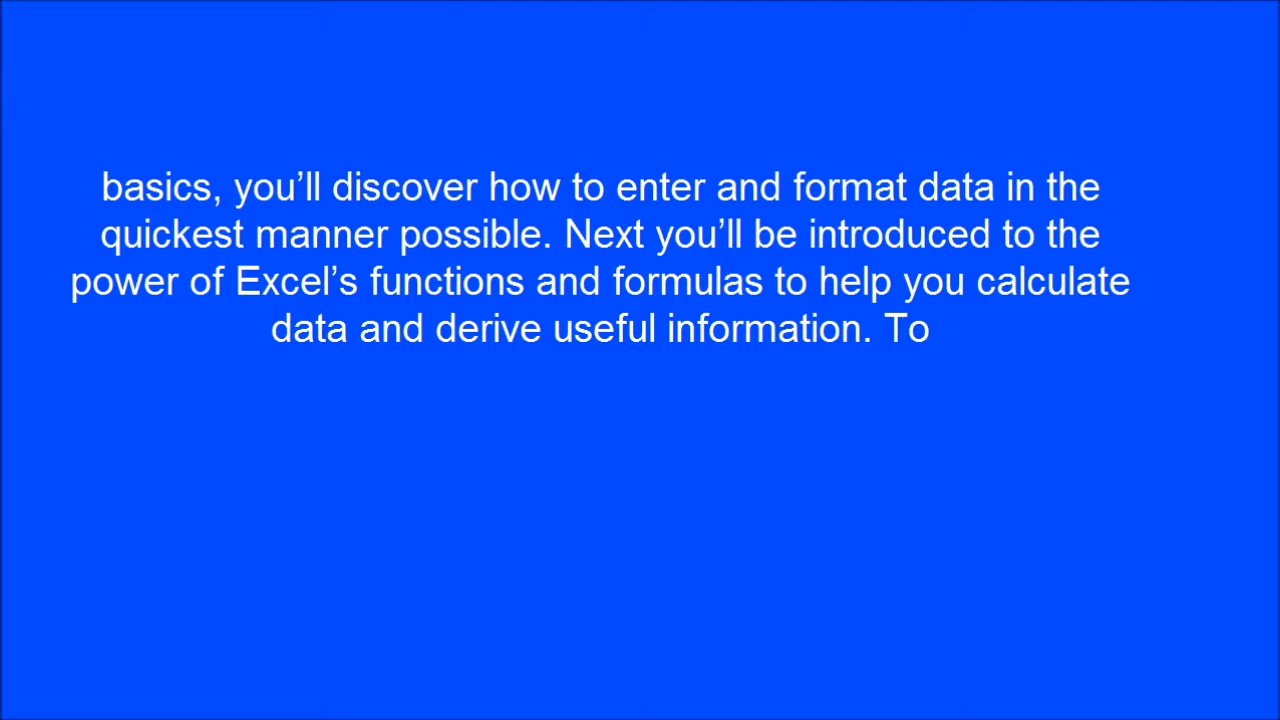 basics, you’ll discover how to enter and format data in the
quickest manner possible. Next you’ll be introduced to the
power of Excel’s functions and formulas to help you calculate
data and derive useful information. To